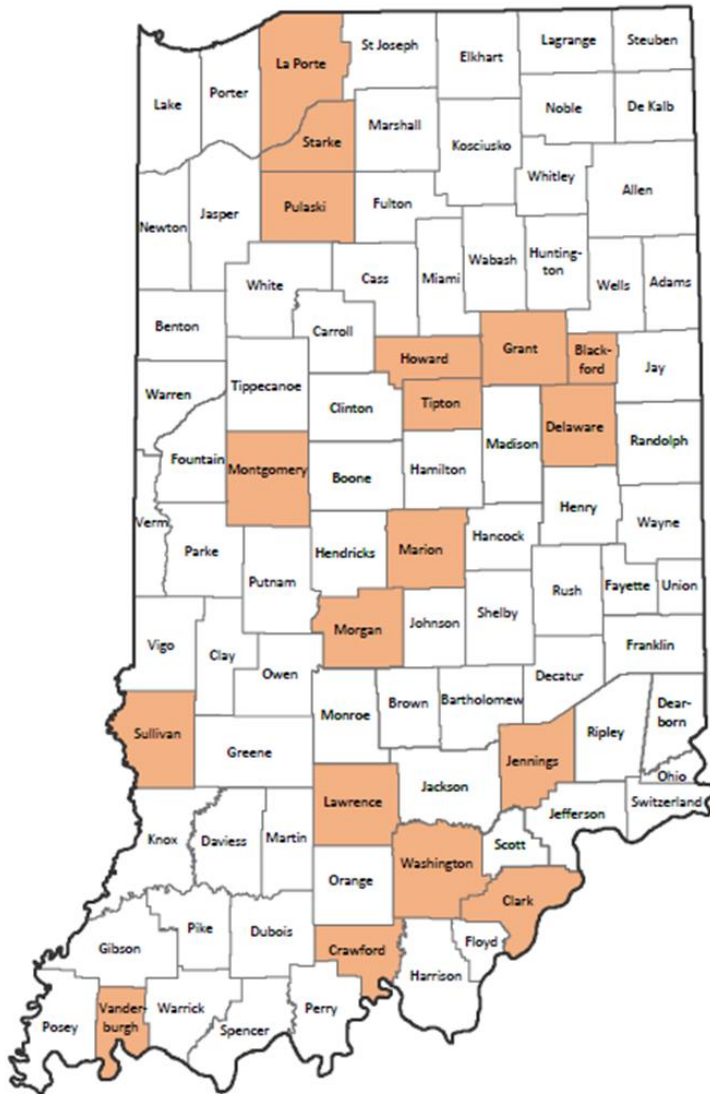 St Joseph
Lagrange
Steuben
Elkhart
La Porte
Porter
Lake
Noble
De Kalb
Marshall
Starke
Kosciusko
Whitley
Allen
Fulton
Pulaski
Jasper
Newton
Wabash
Hunting-
ton
Miami
Cass
White
Wells
Adams
Benton
Carroll
Grant
Black-
ford
Howard
Jay
Tippecanoe
Warren
Tipton
Clinton
Delaware
Madison
Randolph
Fountain
Montgomery
Boone
Hamilton
Henry
Verm
Wayne
Hancock
Marion
Hendricks
Parke
Putnam
Rush
Fayette
Union
Shelby
Johnson
Morgan
Vigo
Clay
Franklin
Owen
Decatur
Brown
Bartholomew
Monroe
Dear-
born
Sullivan
Ripley
Greene
Jennings
Ohio
Jackson
Lawrence
Switzerland
Jefferson
Knox
Daviess
Martin
Scott
Washington
Orange
Clark
Pike
Dubois
Gibson
Crawford
Floyd
Harrison
Vander-
burgh
Warrick
Perry
Posey
Spencer